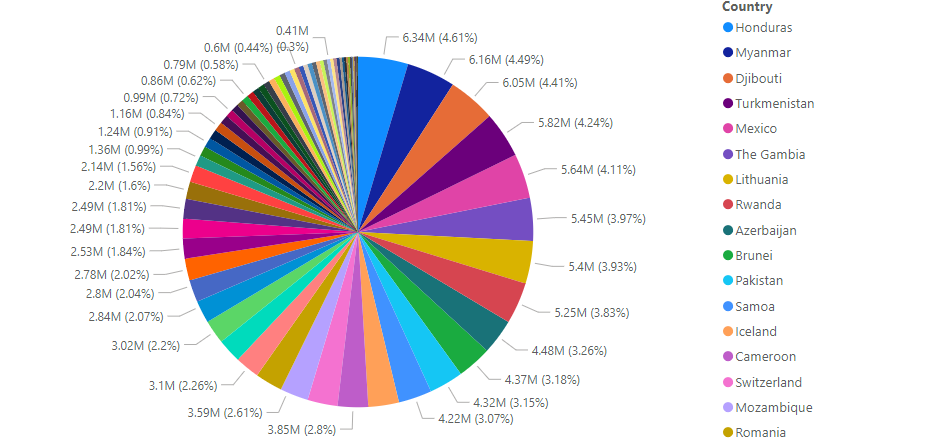 Country
Honduras
Myanmar
Djibouti
Turkmenistan
Mexico
The Gambia
Lithuania
Rwanda
Azerbaijan
Brunei
Pakistan
Samoa
Iceland
Cameroon
Switzerland
Mozambique
Romania
6.34M (4.61%)
6.16M (4.49%)
6.05M (4.41%)
5.82M (4.24%)
5.64M (4.11%)
5.45M (3.97%)
5.4M (3.93%)
5.25M (3.83%)
4.48M (3.26%)
4.37M (3.18%)
4.32M (3.15%)
4.22M (3.07%)
3.85M (2.8%)
3.59M (2.61%)
3.1M (2.26%)
3.02M (2.2%)
2.84M (2.07%)
2.8M (2.04%)
2.78M (2.02%)
2.53M (1.84%)
2.49M (1.81%)
2.49M (1.81%)
2.2M (1.6%)
2.14M (1.56%)
1.36M (0.99%)
1.24M (0.91%)
1.16M (0.84%)
0.99M (0.72%)
0.86M (0.62%)
0.79M (0.58%)
0.6M (0.44%)
0.41M
(0.3%)